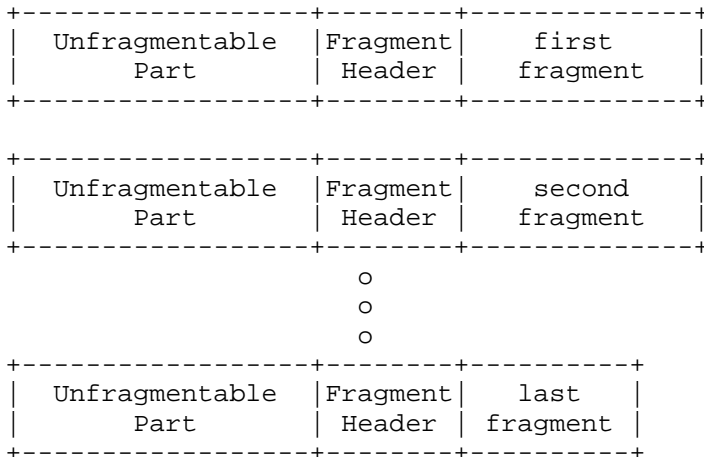 +------------------+--------+--------------+
|  Unfragmentable  |Fragment|    first     |
|       Part       | Header |   fragment   |
+------------------+--------+--------------+
+------------------+--------+--------------+
|  Unfragmentable  |Fragment|    second    |
|       Part       | Header |   fragment   |
+------------------+--------+--------------+
o
o
o
+------------------+--------+----------+
|  Unfragmentable  |Fragment|   last   |
|       Part       | Header | fragment |
+------------------+--------+----------+